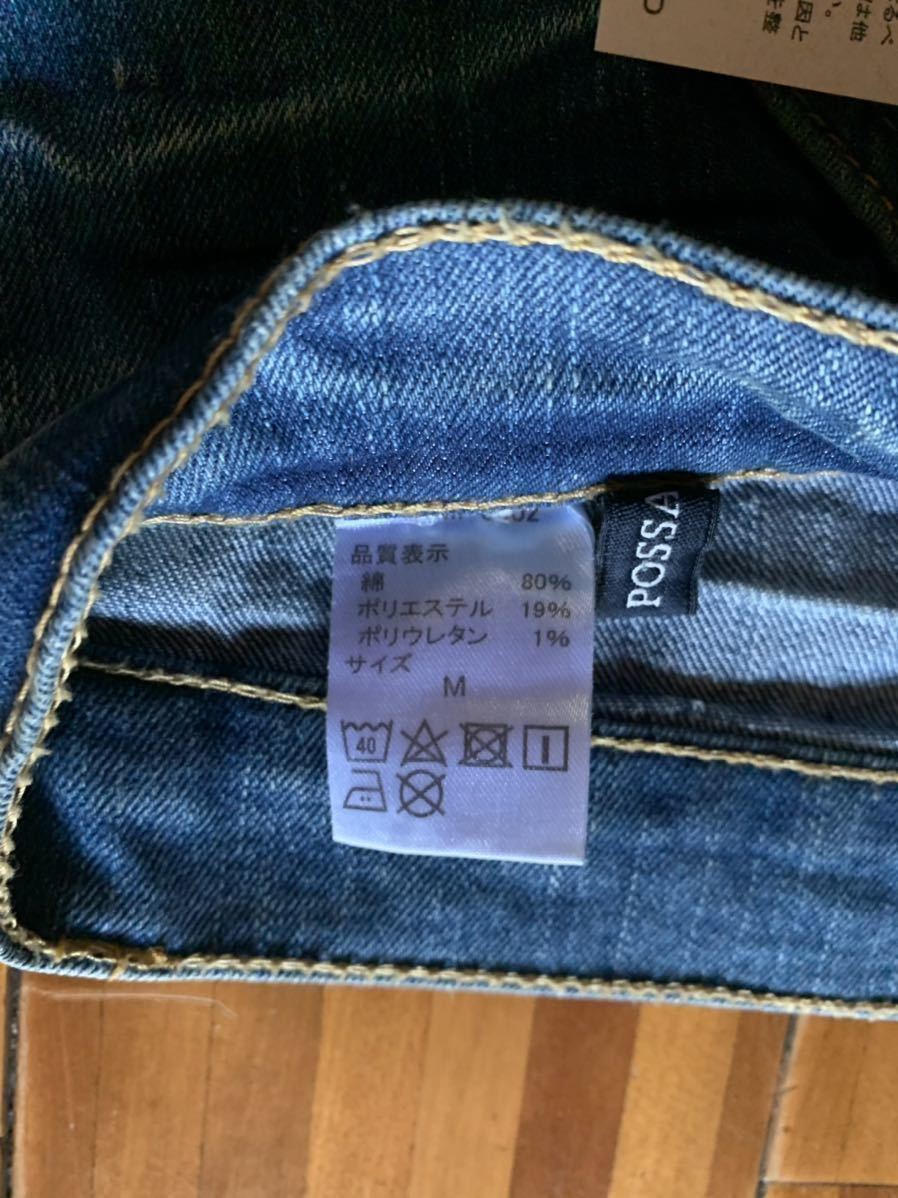 品質表示
綿 80%
ポリエステル 19%
ポリウレタン 1%
サイズ
M
40
POSSA